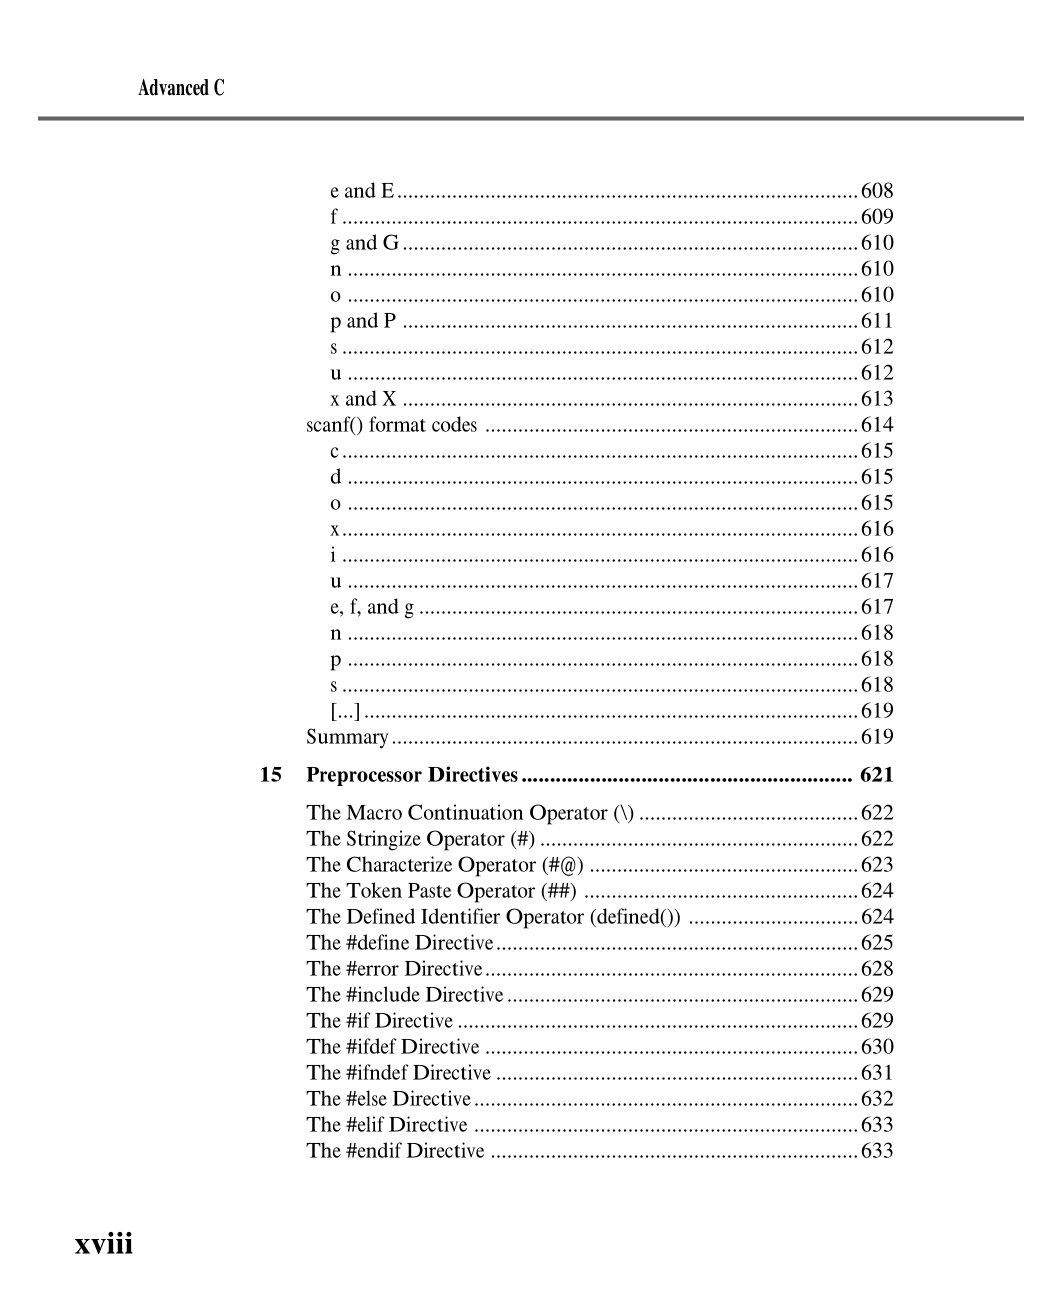 Advanced C
e and E........................................................................................608
f ..................................................................................................609
g and G.......................................................................................610
n .................................................................................................610
o .................................................................................................610
p and P .......................................................................................611
s ..................................................................................................612
u .................................................................................................612
x and X .......................................................................................613
scanf() format codes .......................................................................614
c..................................................................................................615
d .................................................................................................615
o .................................................................................................615
x..................................................................................................616
i ..................................................................................................616
u .................................................................................................617
e, f, and g ....................................................................................617
n .................................................................................................618
p .................................................................................................618
s ..................................................................................................618
[...] ..............................................................................................619
Summary.........................................................................................619
15 Preprocessor Directives .......................................................... 621
The Macro Continuation Operator (\) ........................................622
The Stringize Operator (#) ..........................................................622
The Characterize Operator (#@) .................................................623
The Token Paste Operator (##) ..................................................624
The Defined Identifier Operator (defined()) ...............................624
The #define Directive..................................................................625
The #error Directive....................................................................628
The #include Directive ................................................................629
The #if Directive .........................................................................629
The #ifdef Directive ....................................................................630
The #ifndef Directive ..................................................................631
The #else Directive......................................................................632
The #elif Directive ......................................................................633
The #endif Directive ...................................................................633
xviii